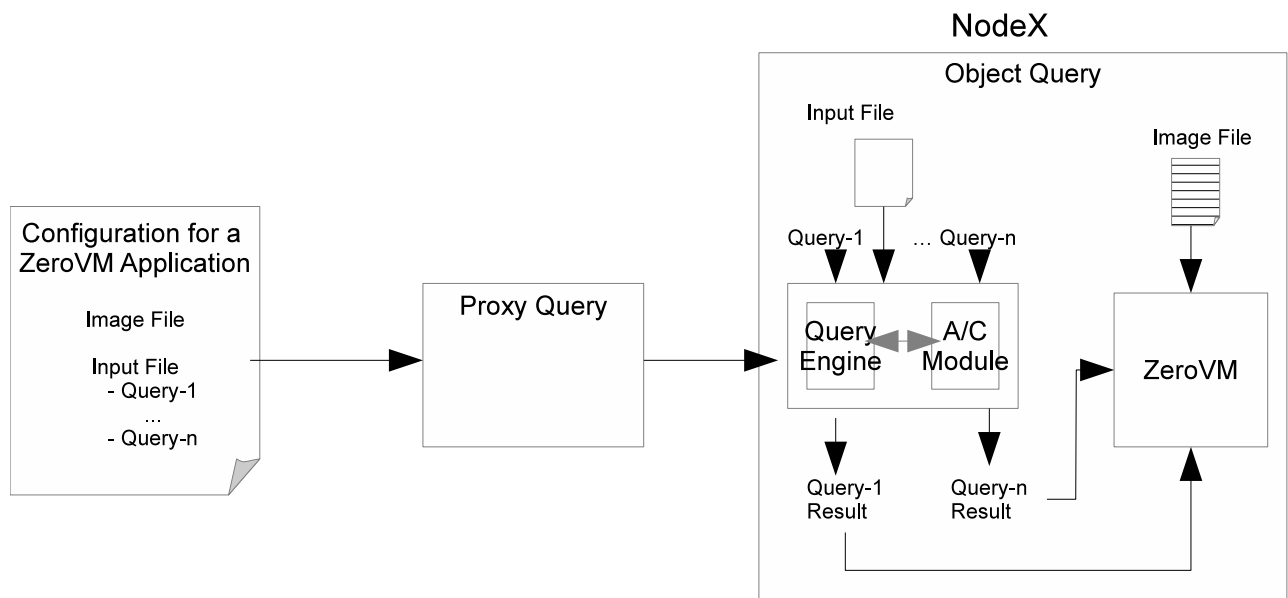 NodeX
Object Query
Input File
Image File
Configuration for a
ZeroVM Application
Image File
Input File
- Query-1
...
- Query-n
Proxy Query
Query-1
... Query-n
Query
Engine
A/C
Module
ZeroVM
Query-1
Result
Query-n
Result